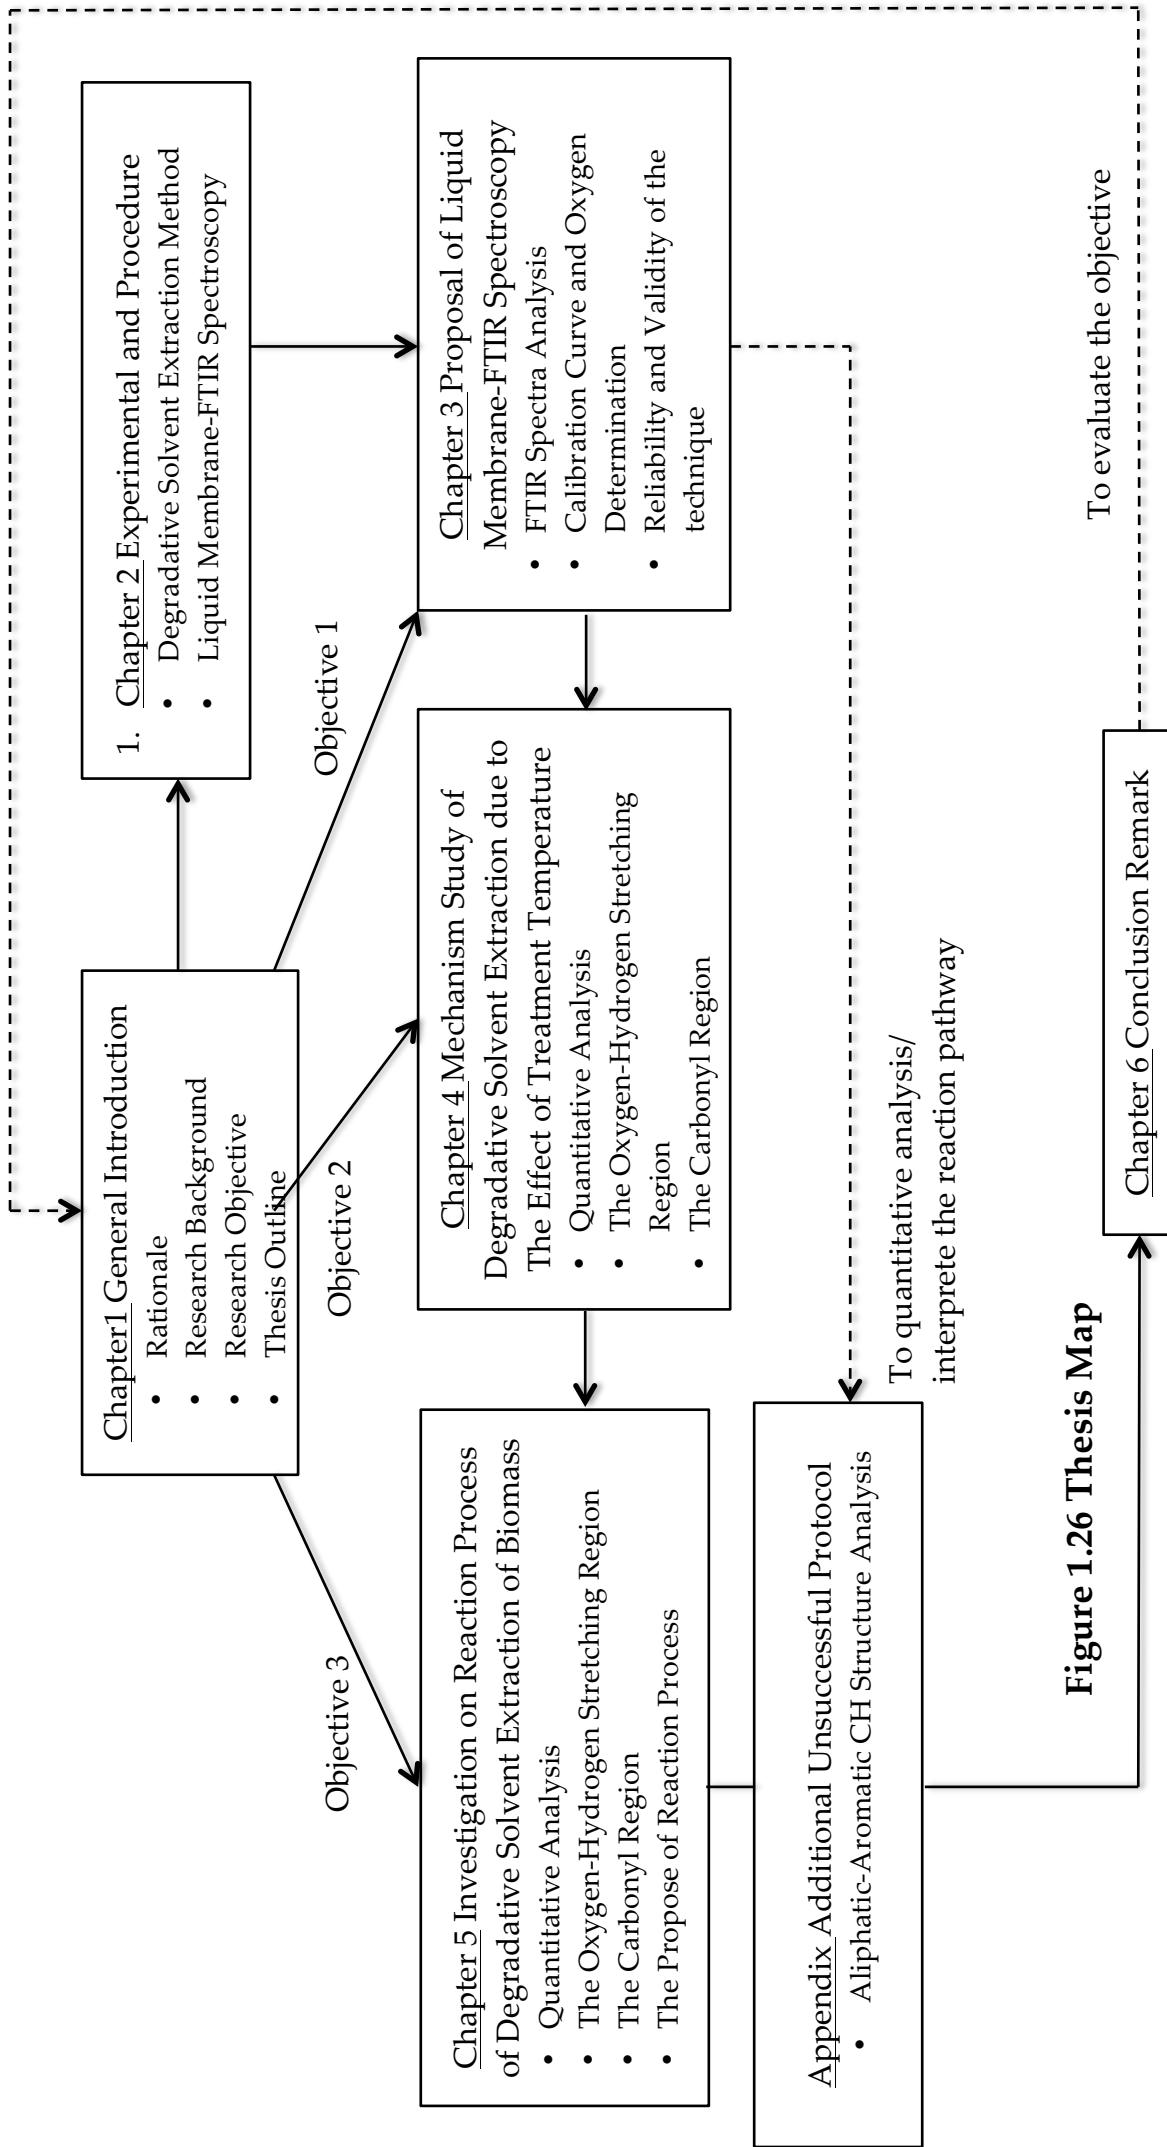 Chapter1 General Introduction
• Rationale
• Research Background
• Research Objective
• Thesis Outline
1. Chapter 2 Experimental and Procedure
• Degradative Solvent Extraction Method
• Liquid Membrane-FTIR Spectroscopy
Objective 3
Objective 2
Objective 1
Chapter 5 Investigation on Reaction Process
of Degradative Solvent Extraction of Biomass
• Quantitative Analysis
• The Oxygen-Hydrogen Stretching Region
• The Carbonyl Region
• The Propose of Reaction Process
Chapter 4 Mechanism Study of
Degradative Solvent Extraction due to
The Effect of Treatment Temperature
• Quantitative Analysis
• The Oxygen-Hydrogen Stretching
Region
• The Carbonyl Region
Chapter 3 Proposal of Liquid
Membrane-FTIR Spectroscopy
• FTIR Spectra Analysis
• Calibration Curve and Oxygen
Determination
• Reliability and Validity of the
technique
Appendix Additional Unsuccessful Protocol
• Aliphatic-Aromatic CH Structure Analysis
To quantitative analysis/
interprete the reaction pathway
To evaluate the objective
Chapter 6 Conclusion Remark
Figure 1.26 Thesis Map